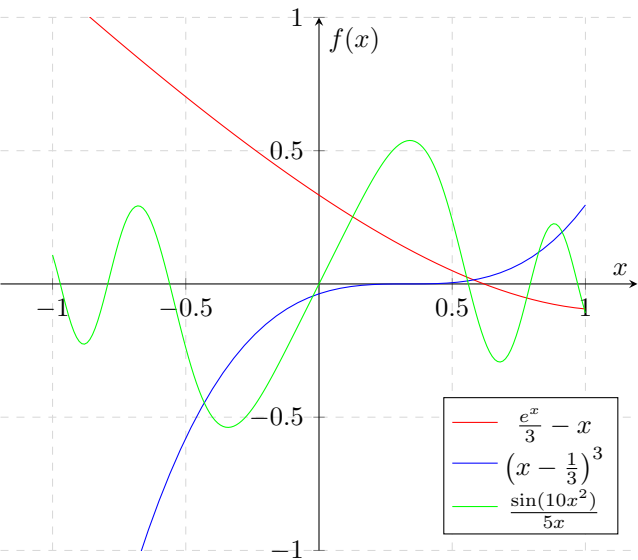 1
f(x)
0.5
x
−1
−0.5
0.5
1
−0.5
e^x/3 − x
(x − 1/3)^3
sin(10x^2)/5x
−1